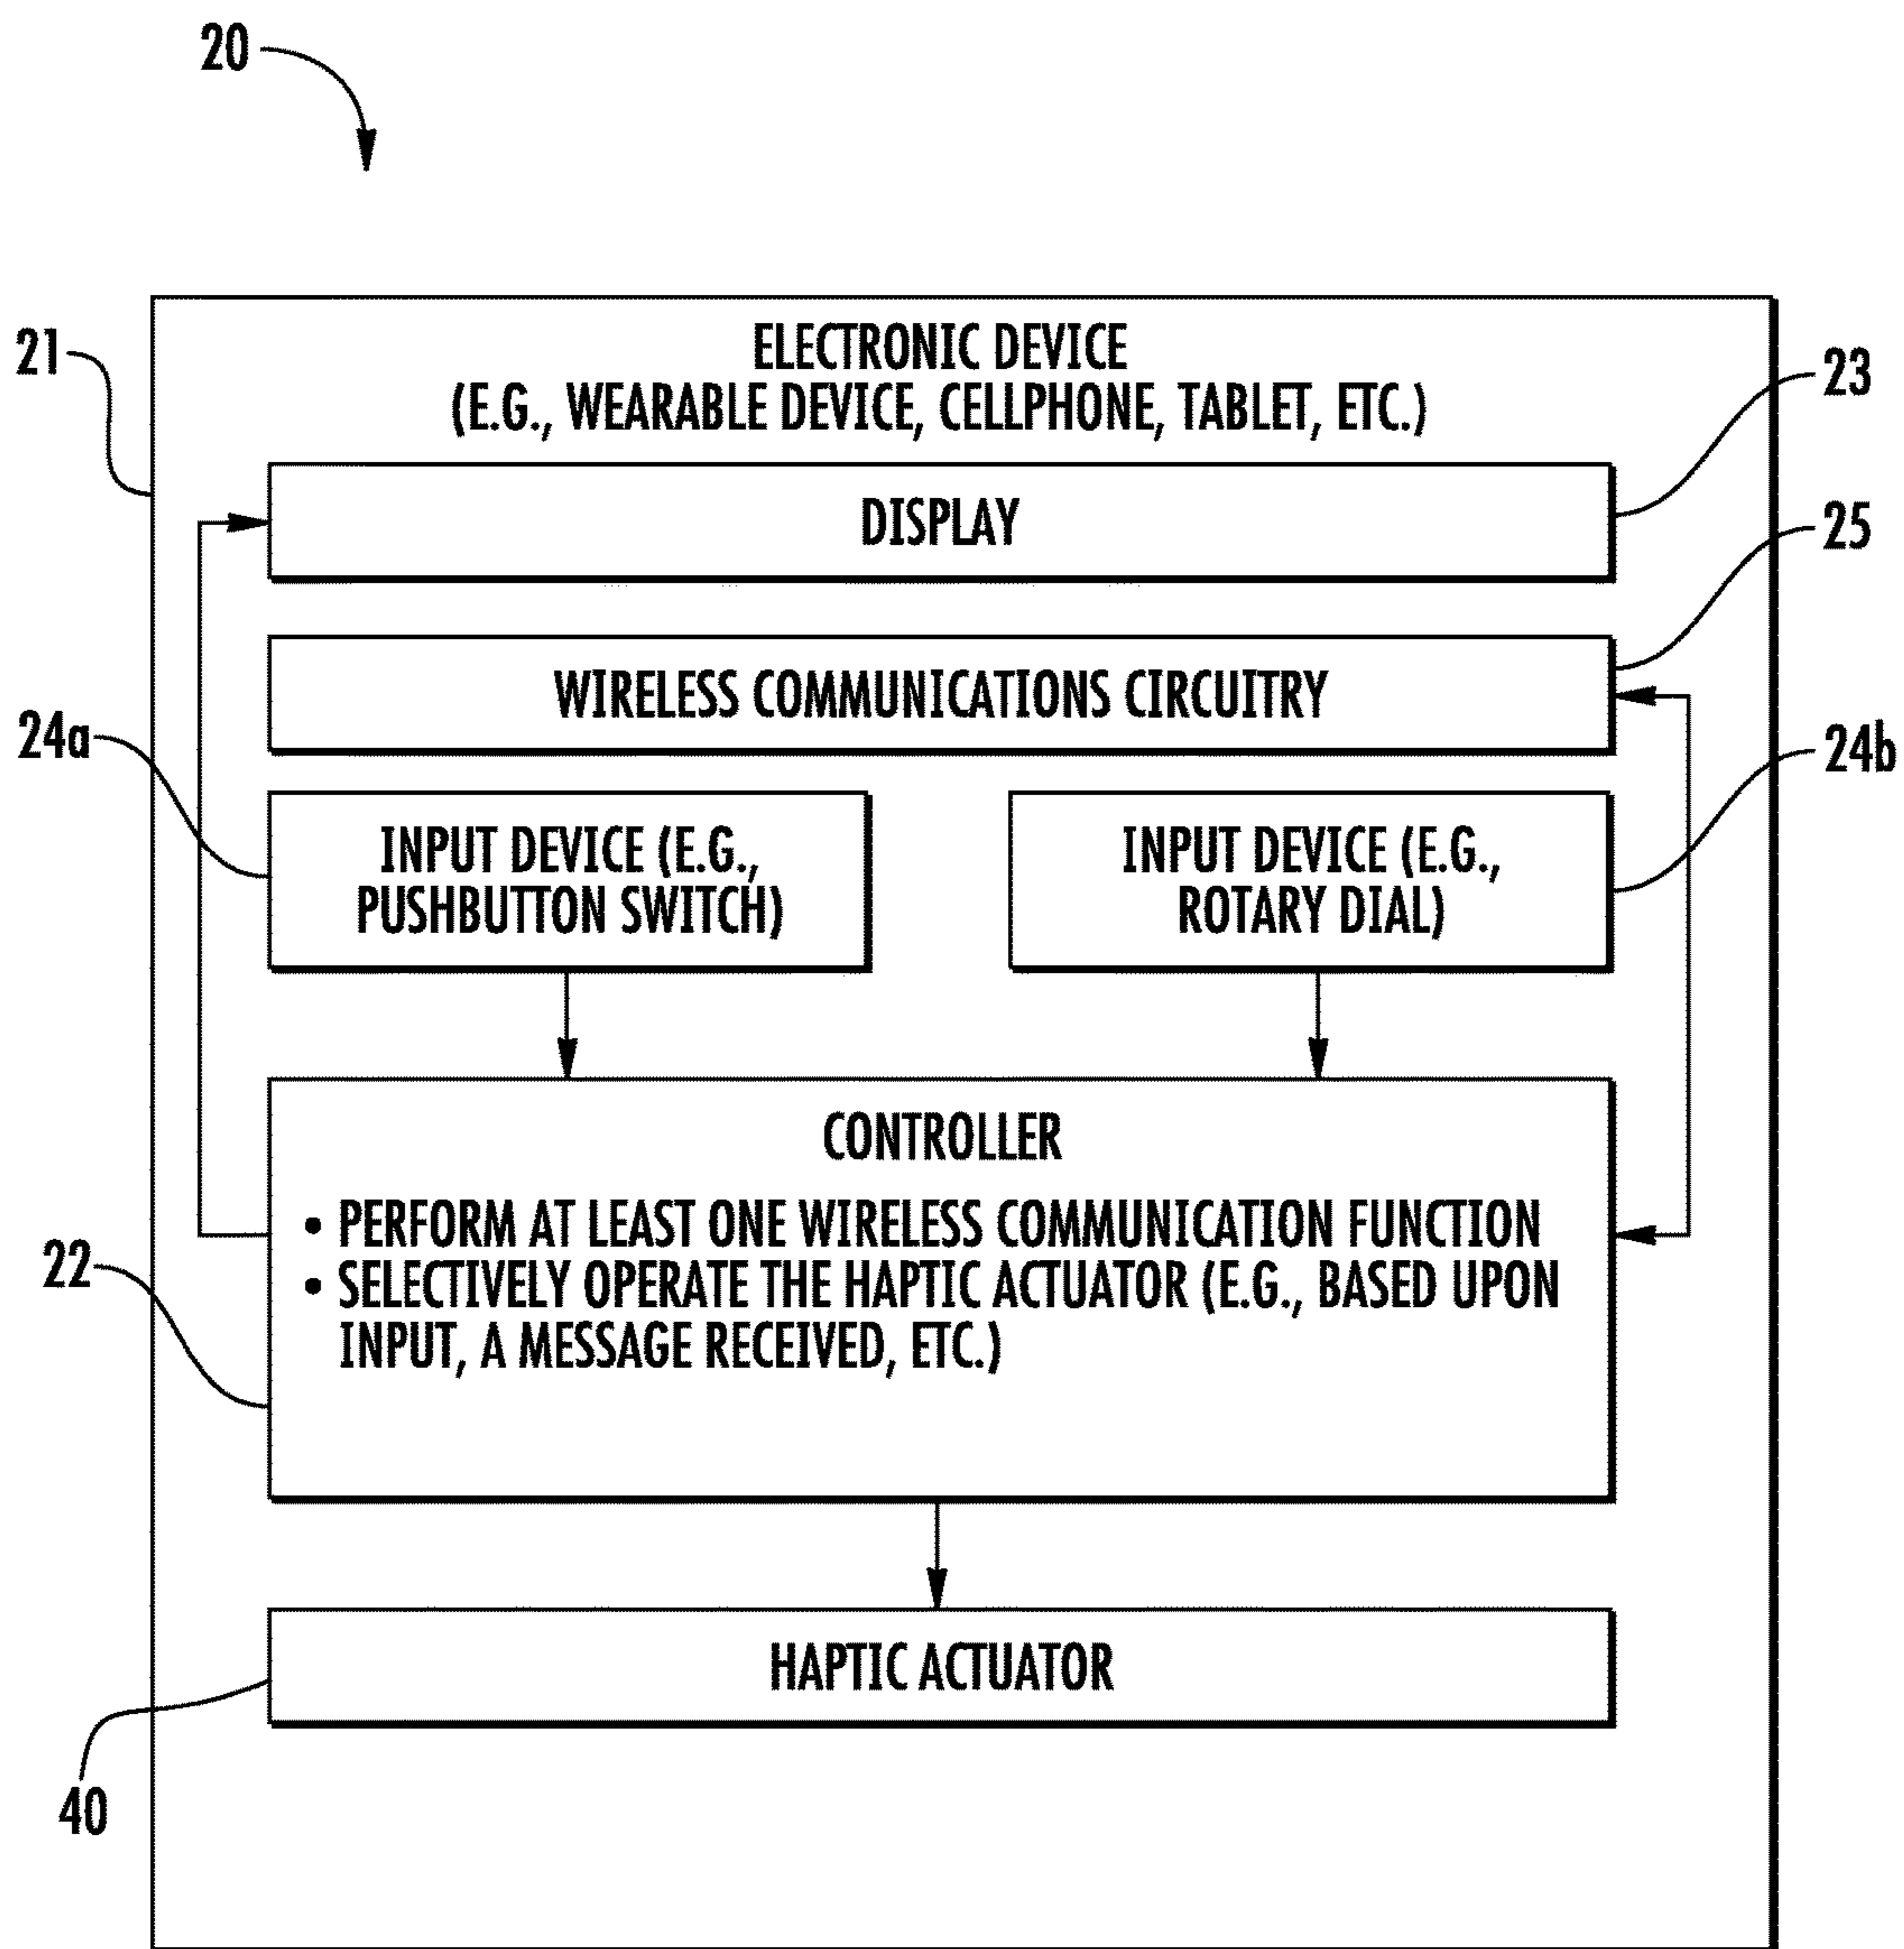 20
21
ELECTRONIC DEVICE
(E.G., WEARABLE DEVICE, CELLPHONE, TABLET, ETC.)
23
DISPLAY
25
WIRELESS COMMUNICATIONS CIRCUITRY
24a
24b
INPUT DEVICE (E.G.,
PUSHBUTTON SWITCH)
INPUT DEVICE (E.G.,
ROTARY DIAL)
CONTROLLER
• PERFORM AT LEAST ONE WIRELESS COMMUNICATION FUNCTION
22
• SELECTIVELY OPERATE THE HAPTIC ACTUATOR (E.G., BASED UPON
INPUT, A MESSAGE RECEIVED, ETC.)
HAPTIC ACTUATOR
40